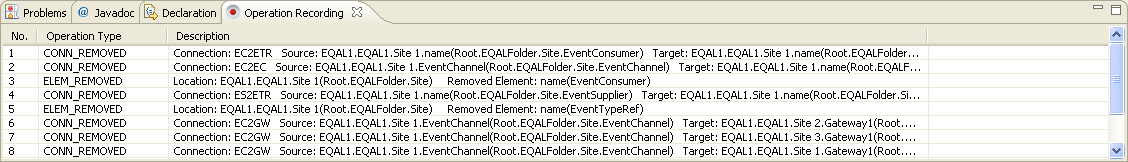 Problems @ Javadoc Declaration Operation Recording
No. Operation Type Description
1 CONN_REMOVED Connection: EC2ETR Source: EQAL1.EQAL1.Site 1.name(Root.EQALFolder.Site.EventConsumer) Target: EQAL1.EQAL1.Site 1.name(Root.EQALFolder....
2 CONN_REMOVED Connection: EC2EC Source: EQAL1.EQAL1.Site 1.EventChannel(Root.EQALFolder.Site.EventChannel) Target: EQAL1.EQAL1.Site 1.name(Root.EQALF...
3 ELEM_REMOVED Location: EQAL1.EQAL1.Site 1(Root.EQALFolder.Site) Removed Element: name(EventConsumer)
4 CONN_REMOVED Connection: ES2ETR Source: EQAL1.EQAL1.Site 1.name(Root.EQALFolder.Site.EventSupplier) Target: EQAL1.EQAL1.Site 1.name(Root.EQALFolder.Si...
5 ELEM_REMOVED Location: EQAL1.EQAL1.Site 1(Root.EQALFolder.Site) Removed Element: name(EventTypeRef)
6 CONN_REMOVED Connection: EC2GW Source: EQAL1.EQAL1.Site 1.EventChannel(Root.EQALFolder.Site.EventChannel) Target: EQAL1.EQAL1.Site 2.Gateway1(Root....
7 CONN_REMOVED Connection: EC2GW Source: EQAL1.EQAL1.Site 1.EventChannel(Root.EQALFolder.Site.EventChannel) Target: EQAL1.EQAL1.Site 3.Gateway1(Root....
8 CONN_REMOVED Connection: EC2GW Source: EQAL1.EQAL1.Site 1.EventChannel(Root.EQALFolder.Site.EventChannel) Target: EQAL1.EQAL1.Site 1.Gateway1(Root....